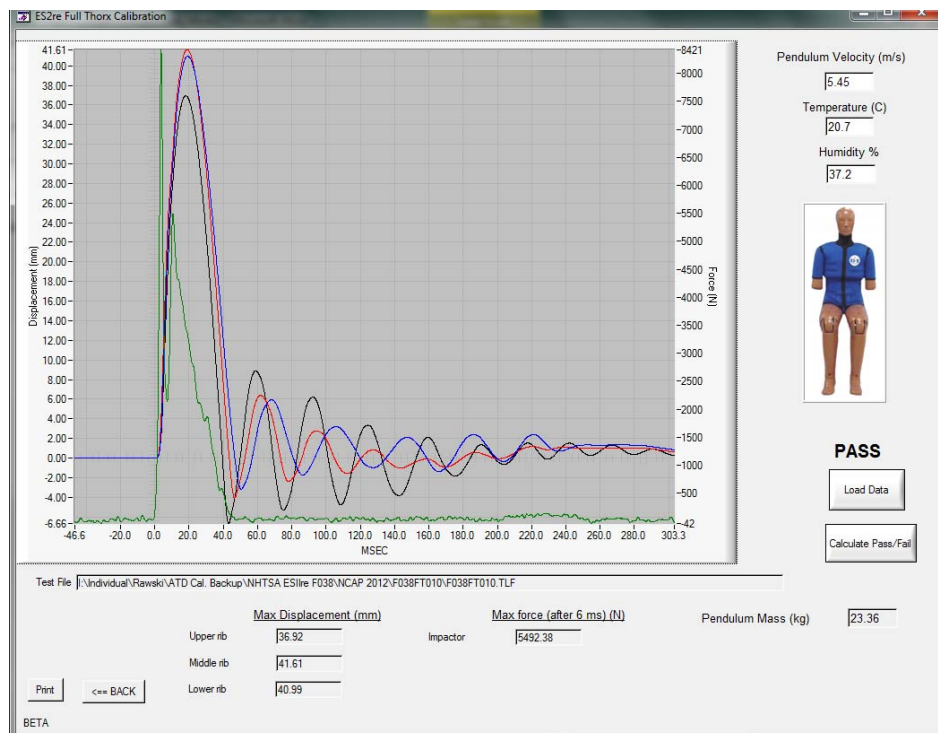 ES2re Full Thorx Calibration
Pendulum Velocity (m/s)
5.45
Temperature (C)
20.7
Humidity %
37.2
Displacement (mm)
41.61
40.00
38.00
36.00
34.00
32.00
30.00
28.00
26.00
24.00
22.00
20.00
18.00
16.00
14.00
12.00
10.00
8.00
6.00
4.00
2.00
0.00
-2.00
-4.00
-6.66
8421
8000
7500
7000
6500
6000
5500
5000
4500
4000
3500
3000
2500
2000
1500
1000
500
-42
Force (N)
-46.6 -20.0 0.0 20.0 40.0 60.0 80.0 100.0 120.0 140.0 160.0 180.0 200.0 220.0 240.0 260.0 280.0 303.3
MSEC
PASS
Load Data
Calculate Pass/Fail
Test File I:\Individual\Rawski\ATD Cal. Backup\NHTSA ESIIre F038\NCAP 2012\F038FT010\F038FT010.TLF
Max Displacement (mm) Max force (after 6 ms) (N) Pendulum Mass (kg) 23.36
Upper rib 36.92 Impactor 5492.38
Middle rib 41.61
Lower rib 40.99
Print <== BACK
BETA